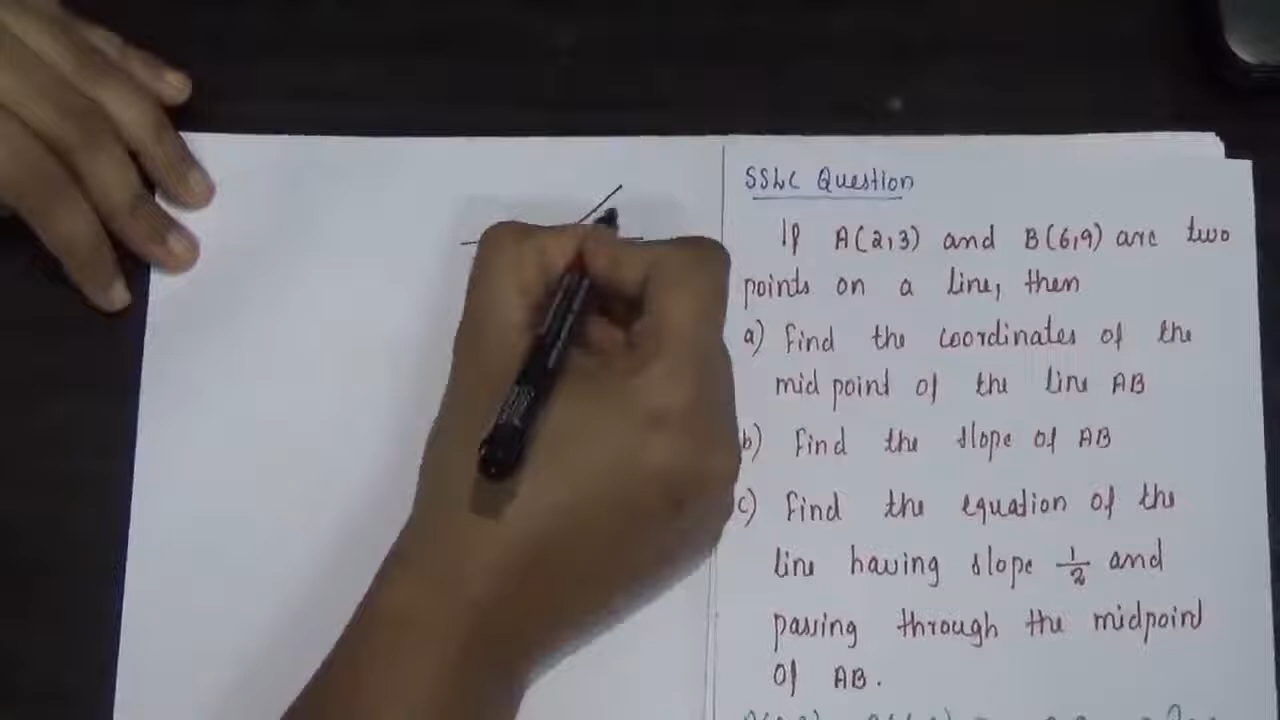 SSLC Question
If A(2,3) and B(6,9) are two
points on a line, then
a) Find the coordinates of the
mid point of the line AB
b) Find the slope of AB
c) Find the equation of the
line having slope 1/2 and
passing through the midpoint
of AB.